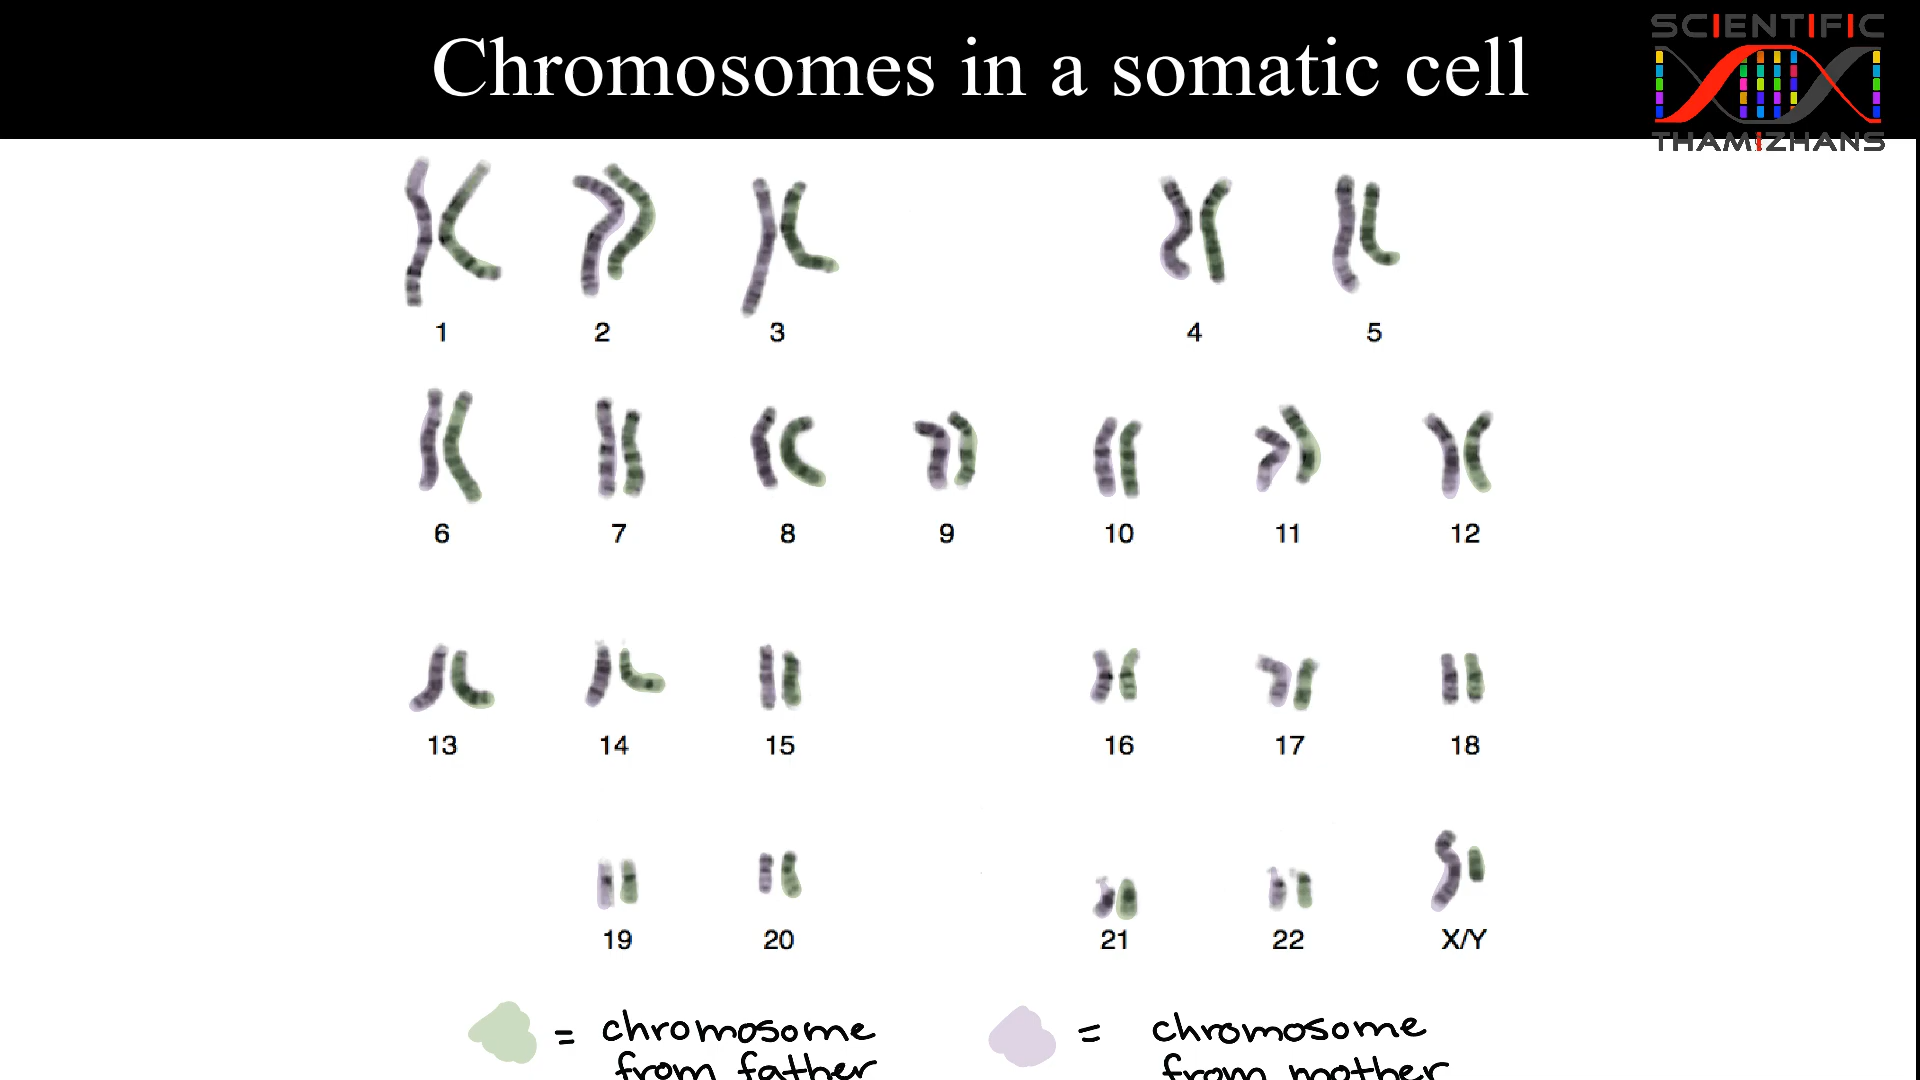 Chromosomes in a somatic cell
SCIENTIFIC
THAMIZHANS
1 2 3 4 5
6 7 8 9 10 11 12
13 14 15 16 17 18
19 20 21 22 X/Y
= chromosome = chromosome
from father from mother